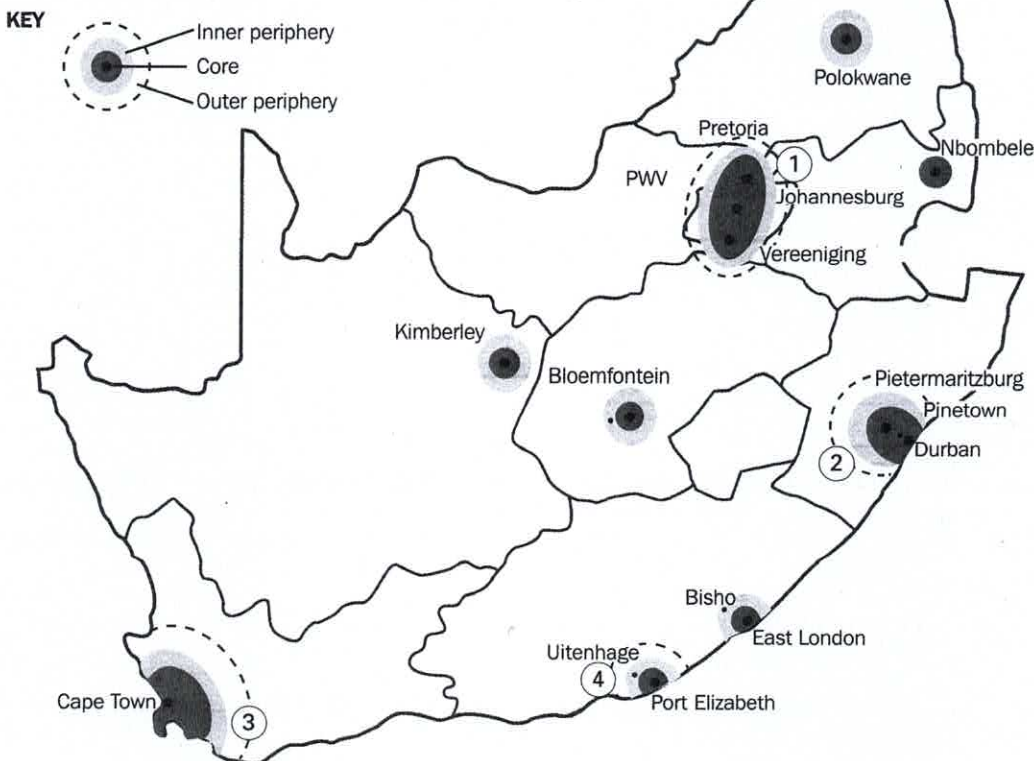 KEY
Inner periphery
Core
Outer periphery
Polokwane
Pretoria
Nbombele
1
PWV
Johannesburg
Vereeniging
Kimberley
Bloemfontein
Pietermaritzburg
Pinetown
Durban
2
Bisho
East London
Uitenhage
4
Port Elizabeth
Cape Town
3